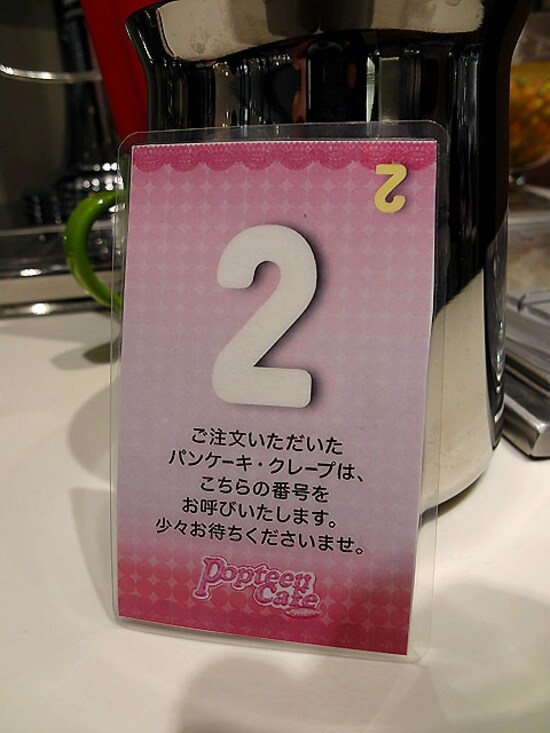 2
2
ご注文いただいた
パンケーキ・クレープは、
こちらの番号を
お呼びいたします。
少々お待ちくださいませ。
Popteen
Cafe